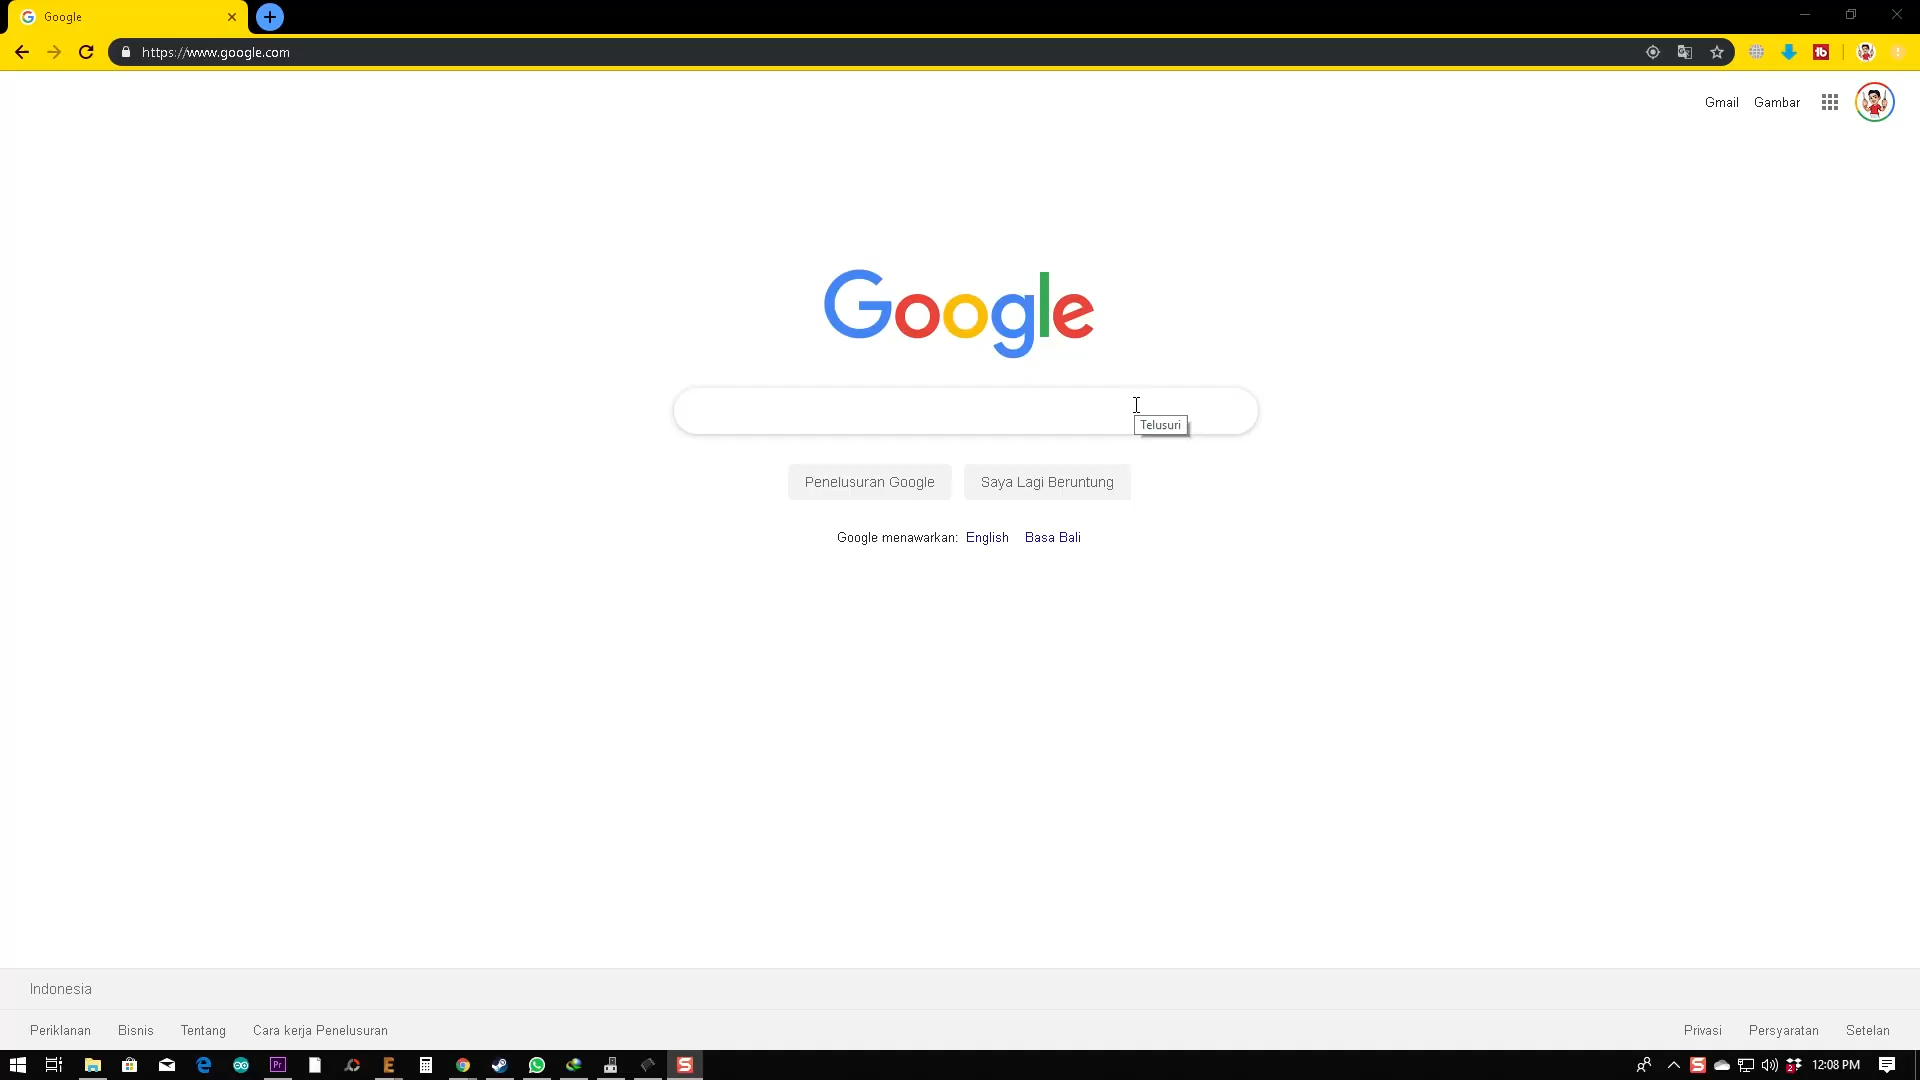 Google
https://www.google.com
Gmail Gambar
Google
Telusuri
Penelusuran Google Saya Lagi Beruntung
Google menawarkan: English Basa Bali
Indonesia
Periklanan Bisnis Tentang Cara kerja Penelusuran Privasi Persyaratan Setelan
12:08 PM